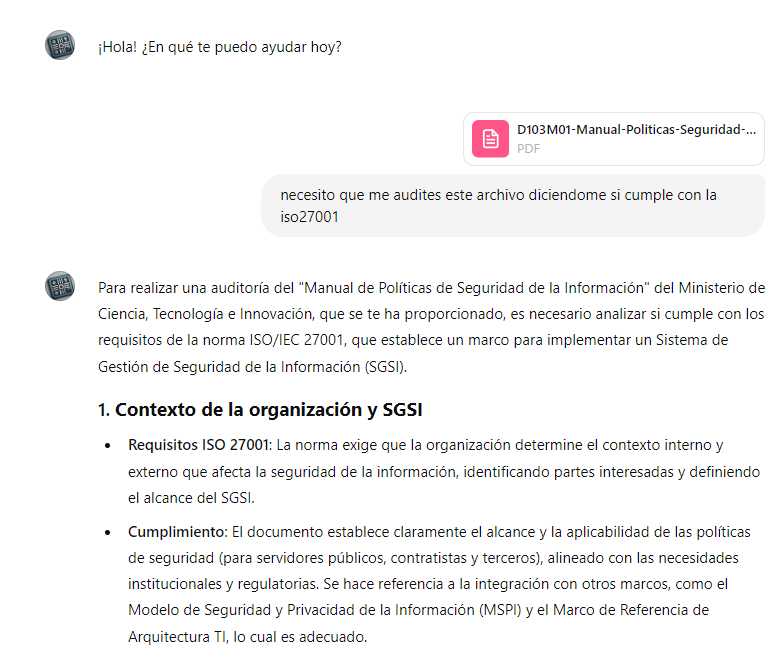 ¡Hola! ¿En qué te puedo ayudar hoy?
D103M01-Manual-Politicas-Seguridad-...
PDF
necesito que me audites este archivo diciendome si cumple con la
iso27001
Para realizar una auditoría del "Manual de Políticas de Seguridad de la Información" del Ministerio de
Ciencia, Tecnología e Innovación, que se te ha proporcionado, es necesario analizar si cumple con los
requisitos de la norma ISO/IEC 27001, que establece un marco para implementar un Sistema de
Gestión de Seguridad de la Información (SGSI).
1. Contexto de la organización y SGSI
• Requisitos ISO 27001: La norma exige que la organización determine el contexto interno y
externo que afecta la seguridad de la información, identificando partes interesadas y definiendo
el alcance del SGSI.
• Cumplimiento: El documento establece claramente el alcance y la aplicabilidad de las políticas
de seguridad (para servidores públicos, contratistas y terceros), alineado con las necesidades
institucionales y regulatorias. Se hace referencia a la integración con otros marcos, como el
Modelo de Seguridad y Privacidad de la Información (MSPI) y el Marco de Referencia de
Arquitectura TI, lo cual es adecuado.